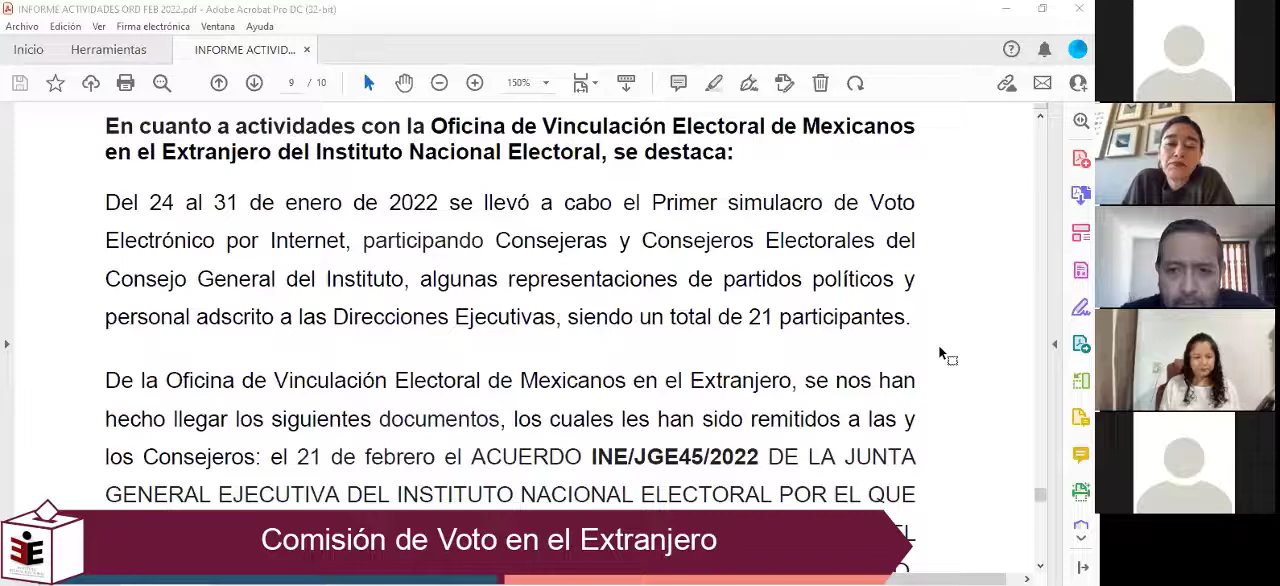 INFORME ACTIVIDADES ORD FEB 2022.pdf - Adobe Acrobat Pro DC (32-bit)
Archivo Edición Ver Firma electrónica Ventana Ayuda
Inicio Herramientas INFORME ACTIVID... ×
9 / 10 150%
En cuanto a actividades con la Oficina de Vinculación Electoral de Mexicanos
en el Extranjero del Instituto Nacional Electoral, se destaca:
Del 24 al 31 de enero de 2022 se llevó a cabo el Primer simulacro de Voto
Electrónico por Internet, participando Consejeras y Consejeros Electorales del
Consejo General del Instituto, algunas representaciones de partidos políticos y
personal adscrito a las Direcciones Ejecutivas, siendo un total de 21 participantes.
De la Oficina de Vinculación Electoral de Mexicanos en el Extranjero, se nos han
hecho llegar los siguientes documentos, los cuales les han sido remitidos a las y
los Consejeros: el 21 de febrero el ACUERDO INE/JGE45/2022 DE LA JUNTA
GENERAL EJECUTIVA DEL INSTITUTO NACIONAL ELECTORAL POR EL QUE
Comisión de Voto en el Extranjero